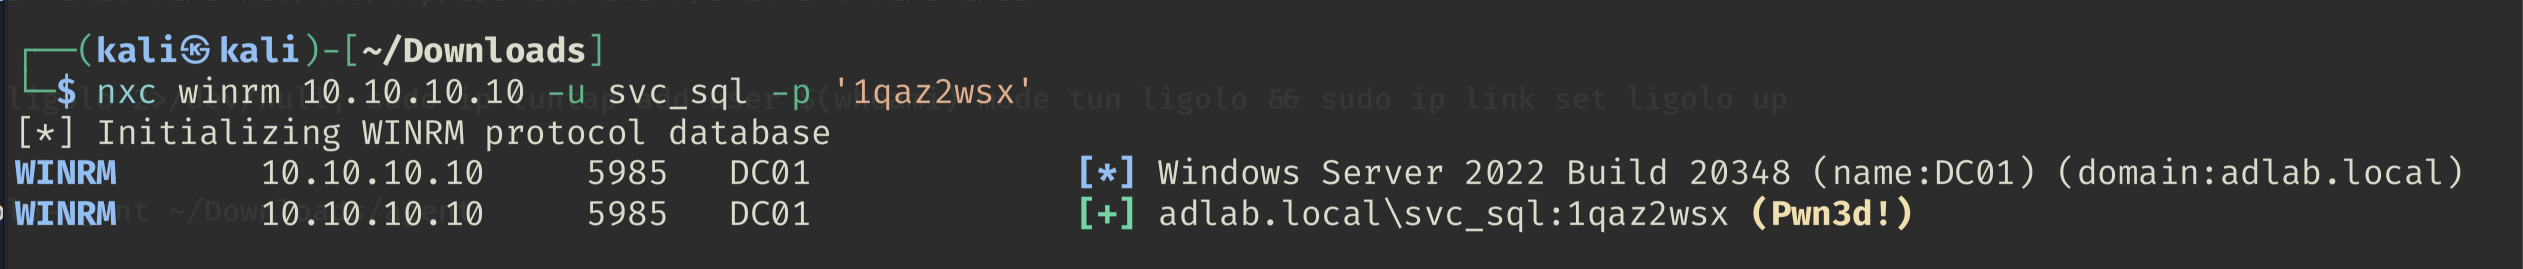 ┌──(kali㉿kali)-[~/Downloads]
└─$ nxc winrm 10.10.10.10 -u svc_sql -p '1qaz2wsx'
[*] Initializing WINRM protocol database
WINRM       10.10.10.10     5985   DC01             [*] Windows Server 2022 Build 20348 (name:DC01) (domain:adlab.local)
WINRM       10.10.10.10     5985   DC01             [+] adlab.local\svc_sql:1qaz2wsx (Pwn3d!)